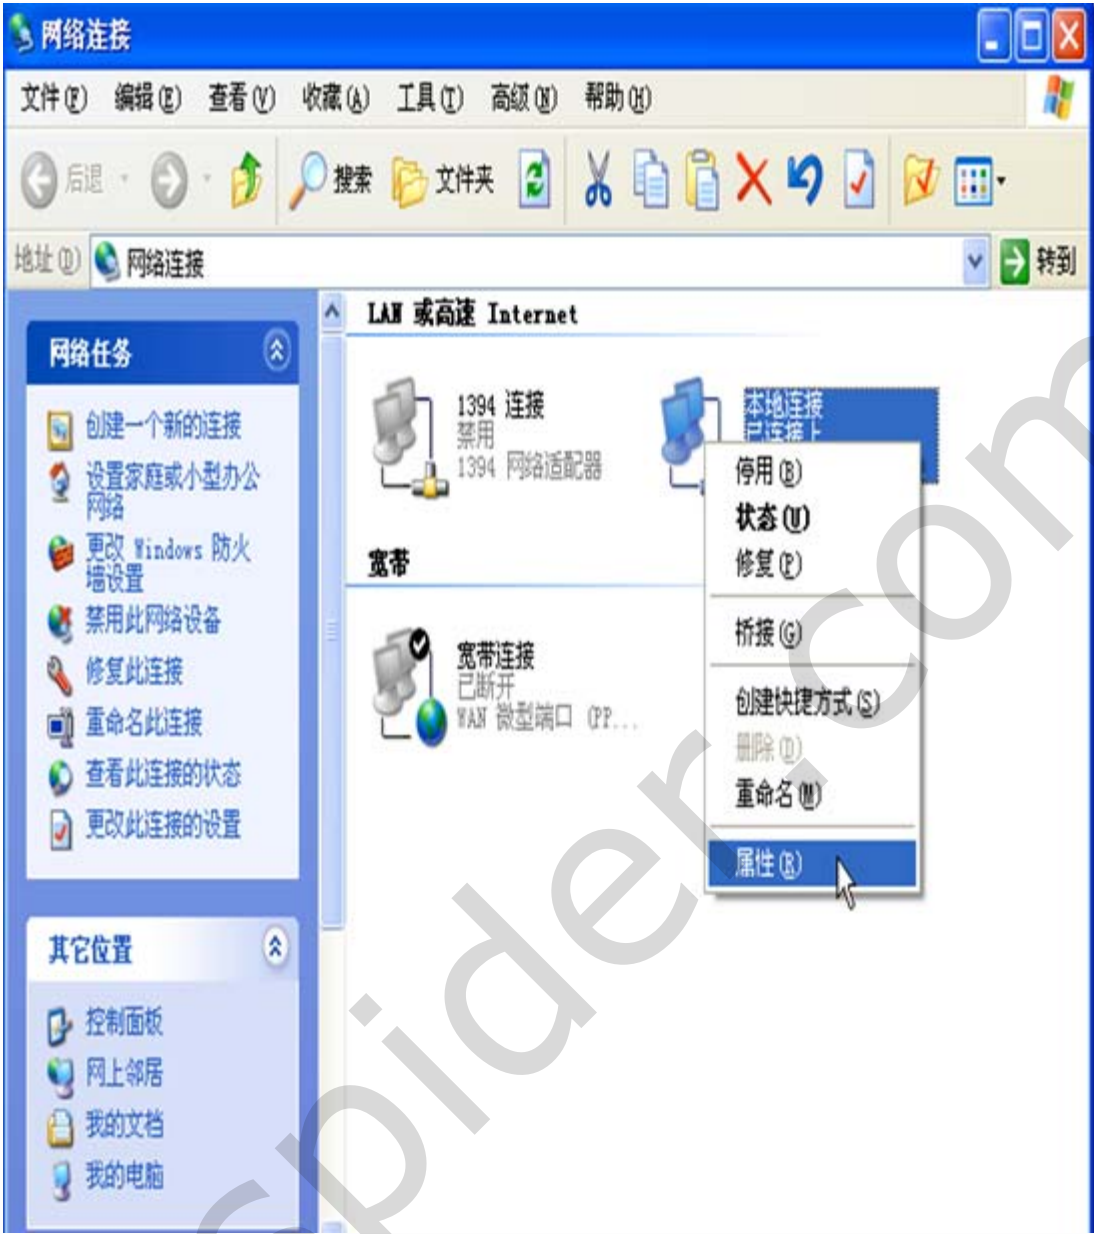 网络连接
文件(F) 编辑(E) 查看(V) 收藏(A) 工具(T) 高级(N) 帮助(H)
后退 搜索 文件夹
地址(D) 网络连接 转到
网络任务
创建一个新的连接
设置家庭或小型办公
网络
更改 Windows 防火
墙设置
禁用此网络设备
修复此连接
重命名此连接
查看此连接的状态
更改此连接的设置
其它位置
控制面板
网上邻居
我的文档
我的电脑
LAN 或高速 Internet
1394 连接
禁用
1394 网络适配器
本地连接
已连接上
宽带
宽带连接
已断开
WAN 微型端口 (PP...
停用(B)
状态(U)
修复(P)
桥接(G)
创建快捷方式(S)
删除(D)
重命名(M)
属性(R)
spider.com